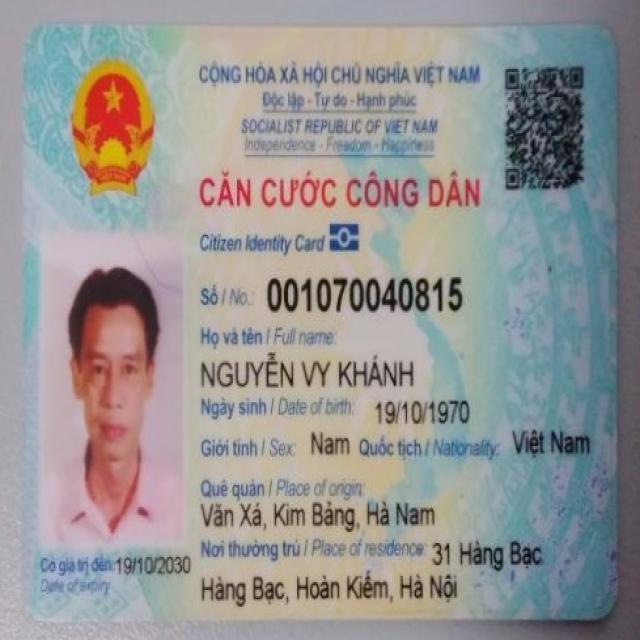 CỘNG HÒA XÃ HỘI CHỦ NGHĨA VIỆT NAM
Độc lập - Tự do - Hạnh phúc
SOCIALIST REPUBLIC OF VIET NAM
Independence - Freedom - Happiness
CĂN CƯỚC CÔNG DÂN
Citizen Identity Card
Số / No.: 001070040815
Họ và tên / Full name:
NGUYỄN VY KHÁNH
Ngày sinh / Date of birth: 19/10/1970
Giới tính / Sex: Nam Quốc tịch / Nationality: Việt Nam
Quê quán / Place of origin:
Văn Xá, Kim Bảng, Hà Nam
Nơi thường trú / Place of residence: 31 Hàng Bạc
Hàng Bạc, Hoàn Kiếm, Hà Nội
Có giá trị đến: 19/10/2030
Date of expiry